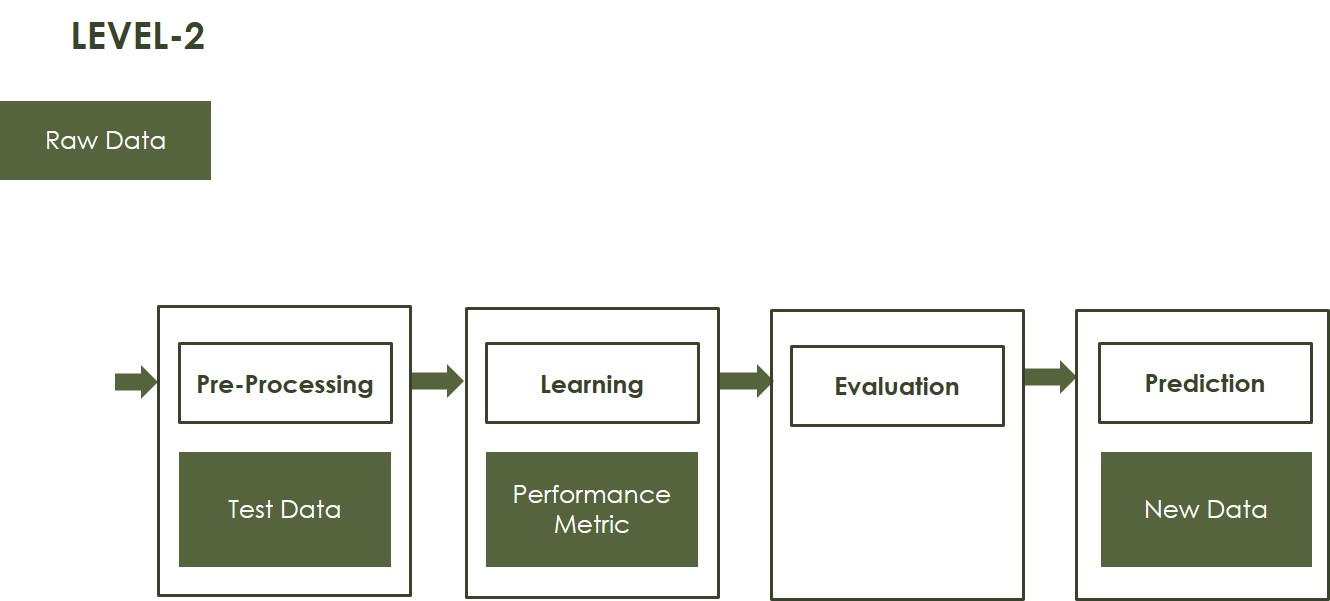 LEVEL-2
Raw Data
Pre-Processing
Test Data
Learning
Performance
Metric
Evaluation
Prediction
New Data